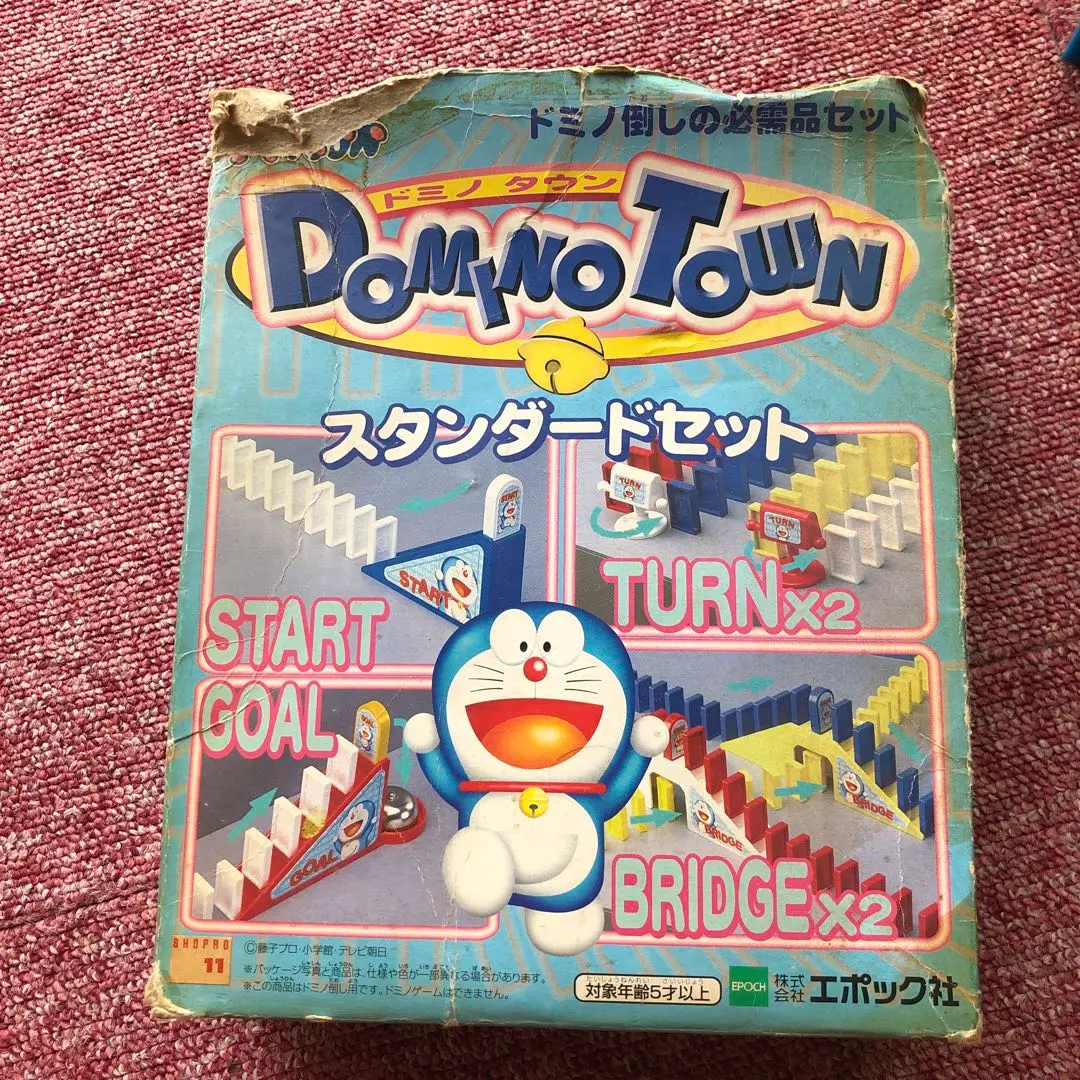 ドミノ倒しの必需品セット
ドミノ タウン
DOMINO TOWN
スタンダードセット
START
START
TURN
TURN
TURN X2
GOAL
GOAL
BRIDGE
BRIDGE
BRIDGE X2
SHOPRO
11
©藤子プロ・小学館・テレビ朝日
※パッケージ写真と商品は、仕様や色が一部異なる場合があります。
※この商品はドミノ倒し用です。ドミノゲームはできません。
対象年齢5才以上
EPOCH
株式会社 エポック社